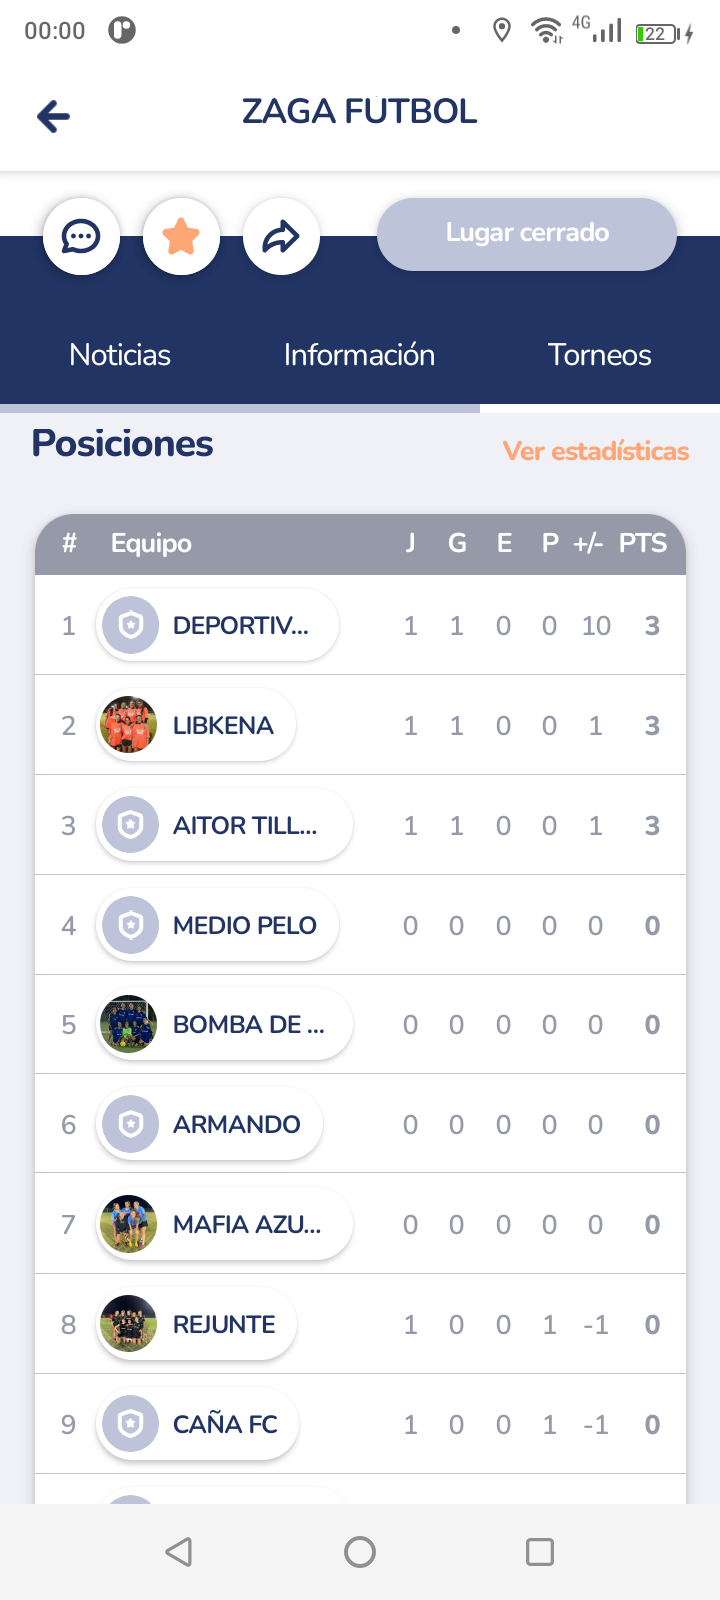 00:00
4G
22
ZAGA FÚTBOL
Lugar cerrado
Noticias Información Torneos
Posiciones
Ver estadísticas
# Equipo J G E P +/- PTS
1 DEPORTIV... 1 1 0 0 10 3
2 LIBKENA 1 1 0 0 1 3
3 AITOR TILL... 1 1 0 0 1 3
4 MEDIO PELO 0 0 0 0 0 0
5 BOMBA DE ... 0 0 0 0 0 0
6 ARMANDO 0 0 0 0 0 0
7 MAFIA AZU... 0 0 0 0 0 0
8 REJUNTE 1 0 0 1 -1 0
9 CAÑA FC 1 0 0 1 -1 0